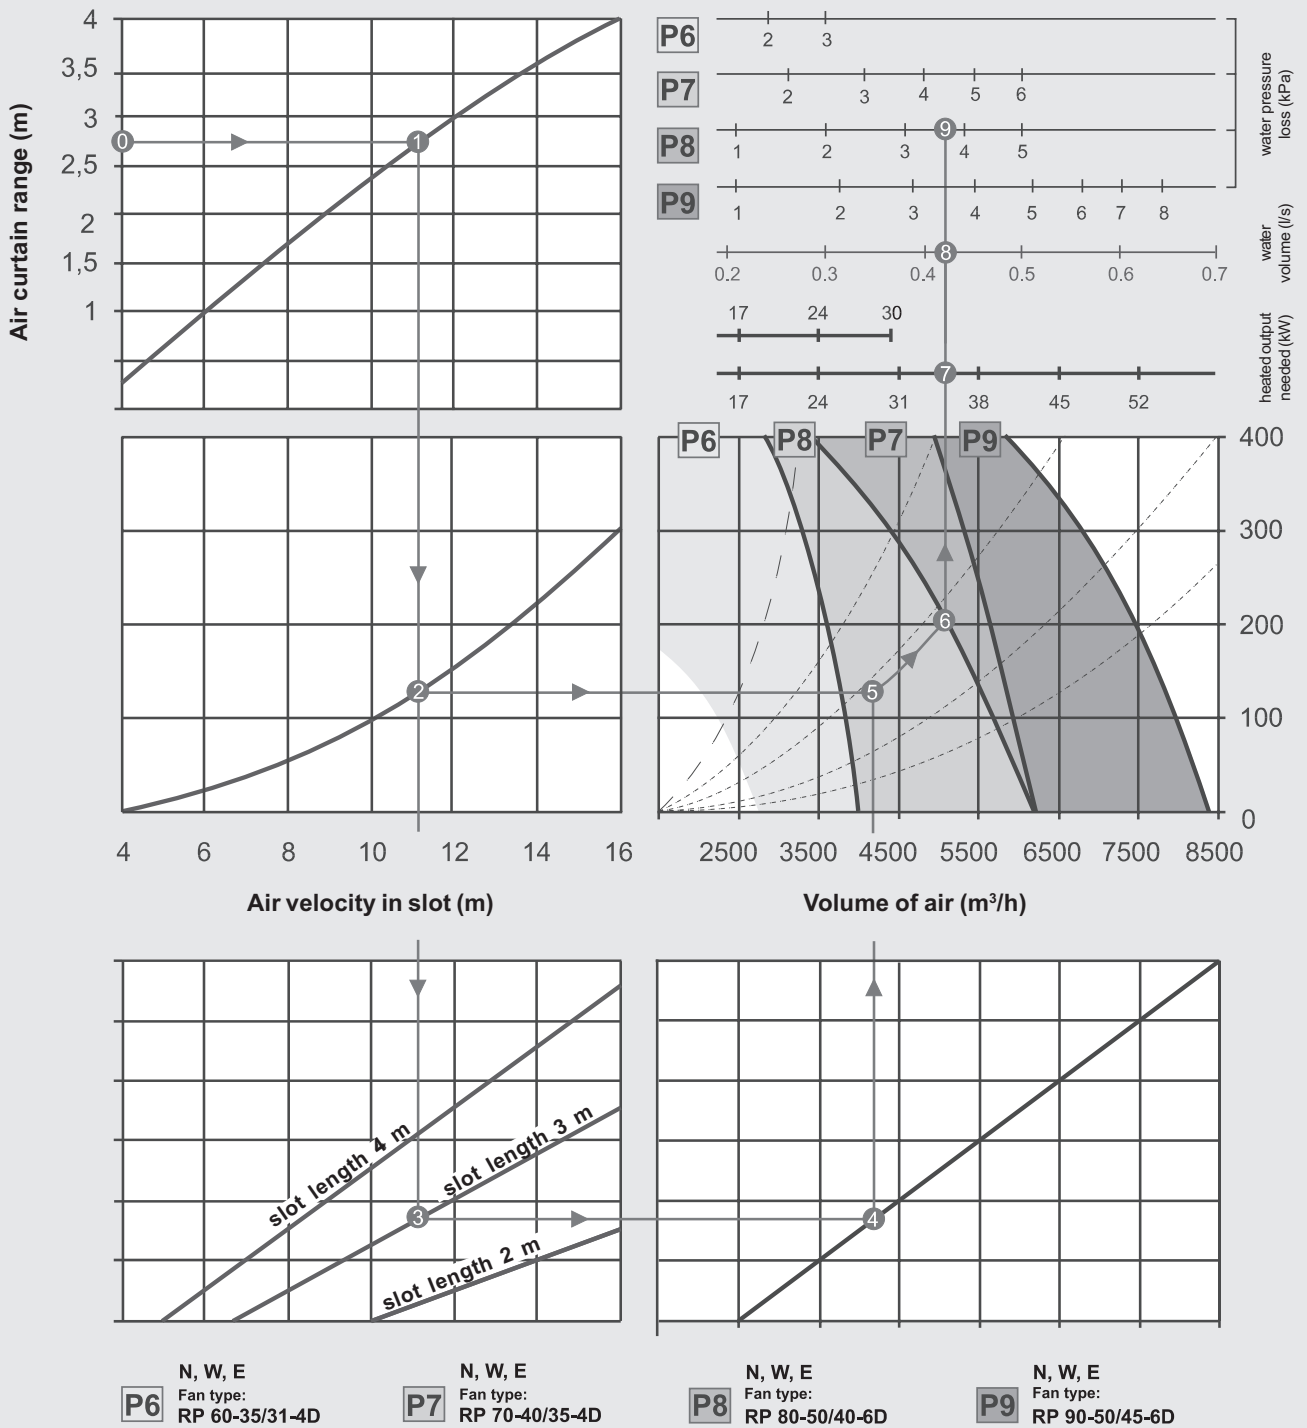 Air curtain range (m)
4
3,5
3
2,5
2
1,5
1
0
1
2
4 6 8 10 12 14 16
Air velocity in slot (m)
P6
2 3
P7
2 3 4 5 6
P8
9
1 2 3 4 5
P9
1 2 3 4 5 6 7 8
water pressure
loss (kPa)
8
0.2 0.3 0.4 0.5 0.6 0.7
water
volume (l/s)
17 24 30
7
17 24 31 38 45 52
heated output
needed (kW)
P6 P8 P7 P9
400
300
200
100
0
6
5
2500 3500 4500 5500 6500 7500 8500
Volume of air (m³/h)
slot length 4 m
slot length 3 m
slot length 2 m
3
4
P6
N, W, E
Fan type:
RP 60-35/31-4D
P7
N, W, E
Fan type:
RP 70-40/35-4D
P8
N, W, E
Fan type:
RP 80-50/40-6D
P9
N, W, E
Fan type:
RP 90-50/45-6D